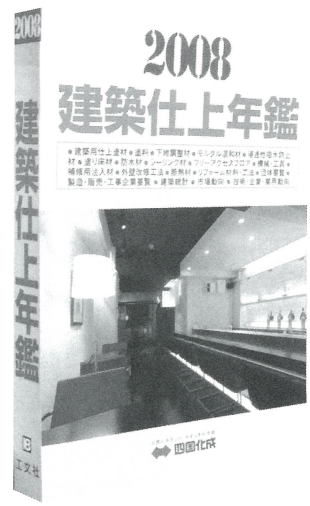 2008
建築仕上年鑑
●建築用仕上塗材●塗料●下地調整材●モルタル混和材●浸透性吸水防止
材●塗り床材●防水材●シーリング材●フリーアクセスフロア●機械・工具●
補修用注入材●外壁改修工法●断熱材●リフォーム材料・工法●団体要覧●
製造・販売・工事企業要覧●建築統計●市場動向●技術・企業・業界動向
四国化成
2008
建築仕上年鑑
工文社